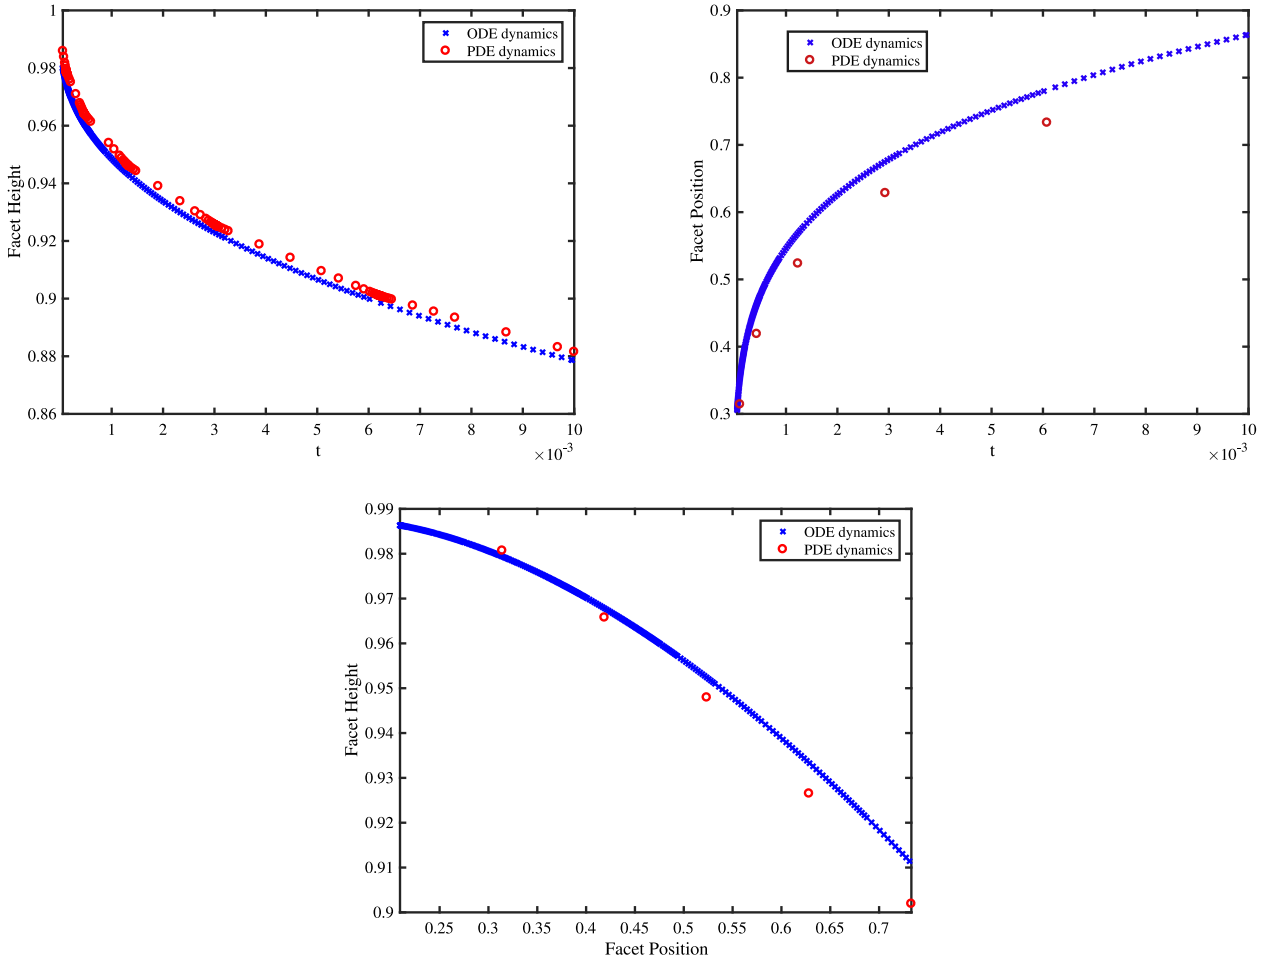 1
0.98
0.96
0.94
0.92
0.9
0.88
0.86
Facet Height
1 2 3 4 5 6 7 8 9 10
t
×10⁻³
ODE dynamics
PDE dynamics
0.9
0.8
0.7
0.6
0.5
0.4
0.3
Facet Position
1 2 3 4 5 6 7 8 9 10
t
×10⁻³
ODE dynamics
PDE dynamics
0.99
0.98
0.97
0.96
0.95
0.94
0.93
0.92
0.91
0.9
Facet Height
0.25 0.3 0.35 0.4 0.45 0.5 0.55 0.6 0.65 0.7
Facet Position
ODE dynamics
PDE dynamics